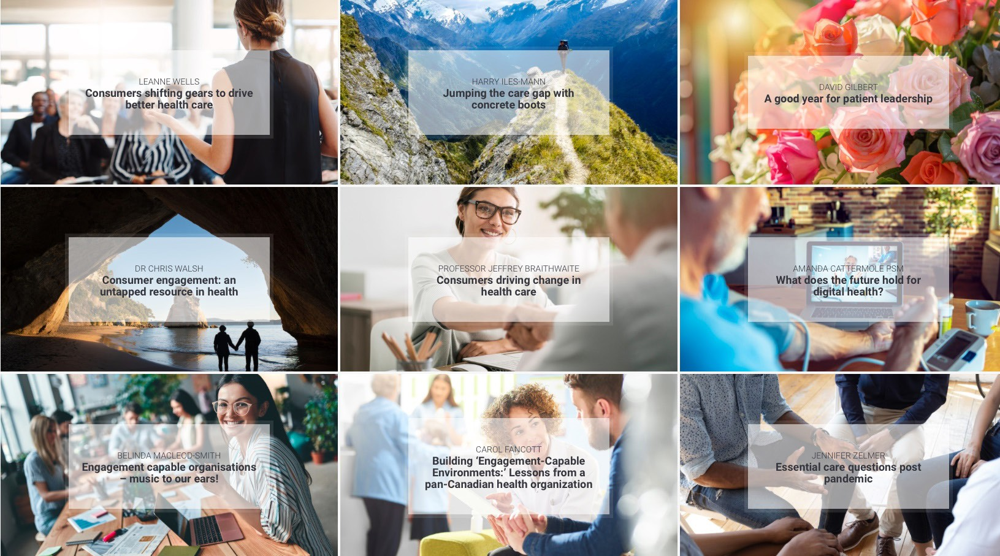 LEANNE WELLS
Consumers shifting gears to drive
better health care
HARRY ILES-MANN
Jumping the care gap with
concrete boots
DAVID GILBERT
A good year for patient leadership
DR CHRIS WALSH
Consumer engagement: an
untapped resource in health
PROFESSOR JEFFREY BRAITHWAITE
Consumers driving change in
health care
AMANDA CATTERMOLE PSM
What does the future hold for
digital health?
BELINDA MACLEOD-SMITH
Engagement capable organisations
– music to our ears!
CAROL FANCOTT
Building ‘Engagement-Capable
Environments:’ Lessons from a
pan-Canadian health organization
JENNIFER ZELMER
Essential care questions post
pandemic